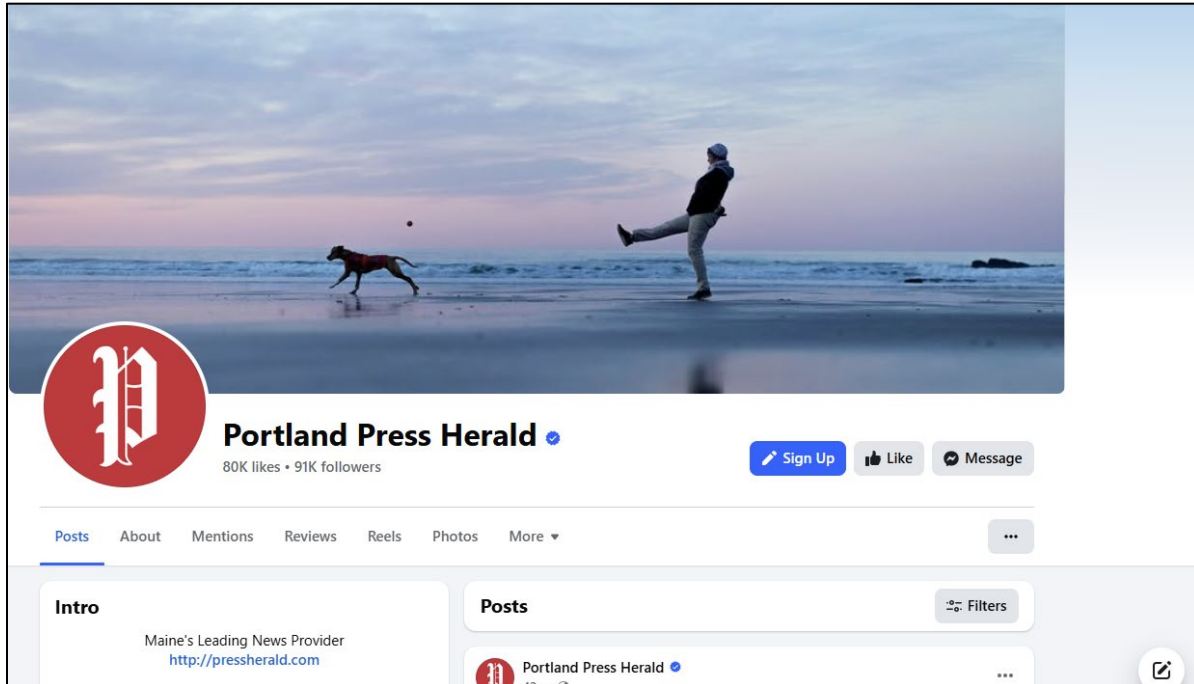 Portland Press Herald
80K likes • 91K followers
Sign Up
Like
Message
Posts
About
Mentions
Reviews
Reels
Photos
More
Intro
Maine's Leading News Provider
http://pressherald.com
Posts
Filters
Portland Press Herald